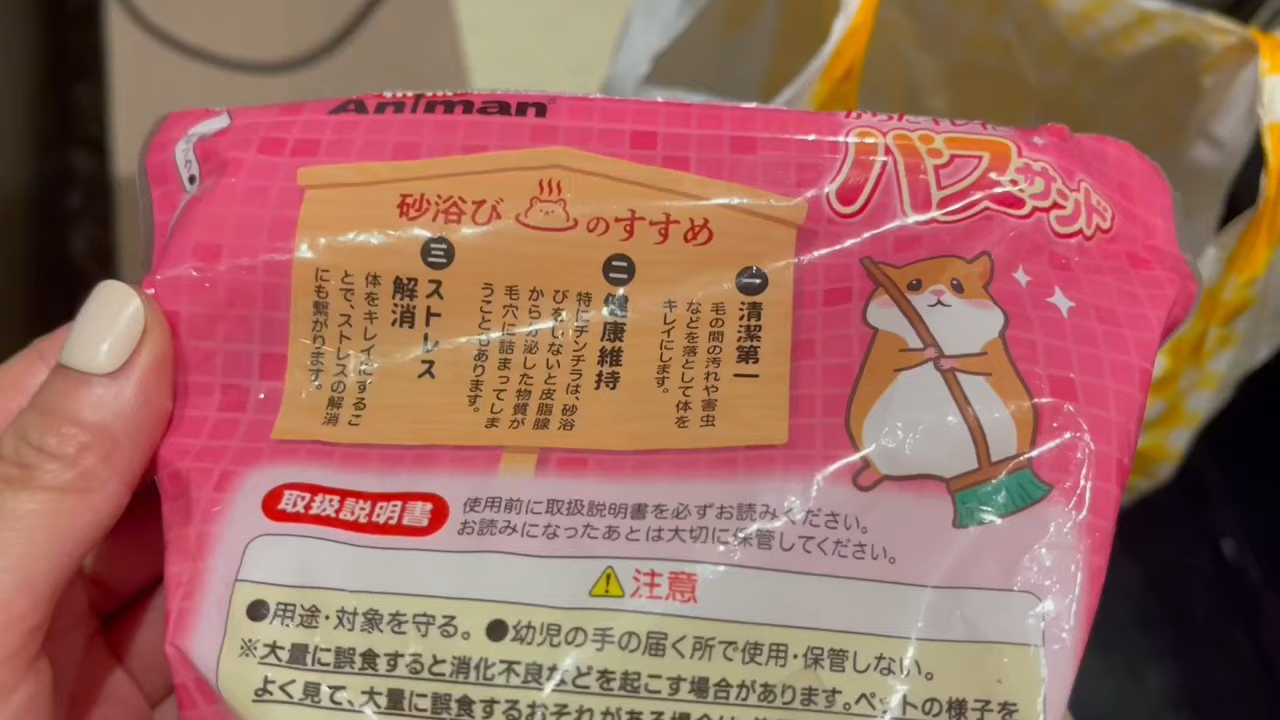 Animan
バスサンド
砂浴びのすすめ
一 清潔第一
毛の間の汚れや害虫
などを落として体を
キレイにします。
二 健康維持
特にチンチラは、砂浴
びをしないと皮脂腺
から分泌した物質が
毛穴に詰まってしま
うこともあります。
三 ストレス
解消
体をキレイにするこ
とで、ストレスの解消
にも繋がります。
取扱説明書
使用前に取扱説明書を必ずお読みください。
お読みになったあとは大切に保管してください。
注意
●用途・対象を守る。●幼児の手の届く所で使用・保管しない。
※大量に誤食すると消化不良などを起こす場合があります。ペットの様子を
よく見て、大量に誤食するおそれがある場合は